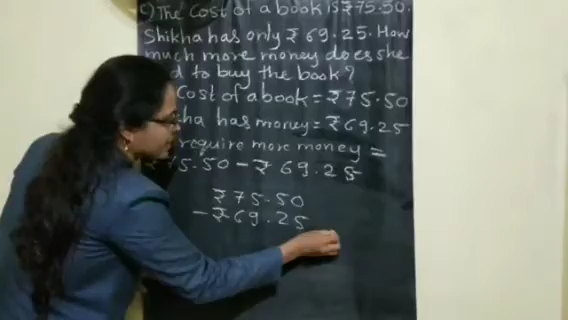 c) The cost of a book is ₹75.50.
Shikha has only ₹69.25. How
much more money does she
d to buy the book?
Cost of a book = ₹75.50
ha has money = ₹69.25
require more money =
75.50 - ₹69.25
₹75.50
- ₹69.25